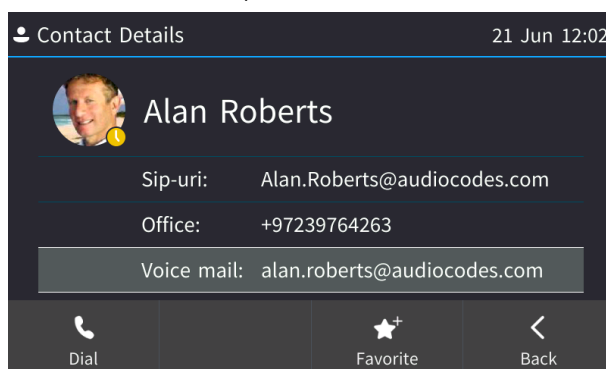 Contact Details 21 Jun 12:02
Alan Roberts
Sip-uri: Alan.Roberts@audiocodes.com
Office: +97239764263
Voice mail: alan.roberts@audiocodes.com
Dial Favorite Back